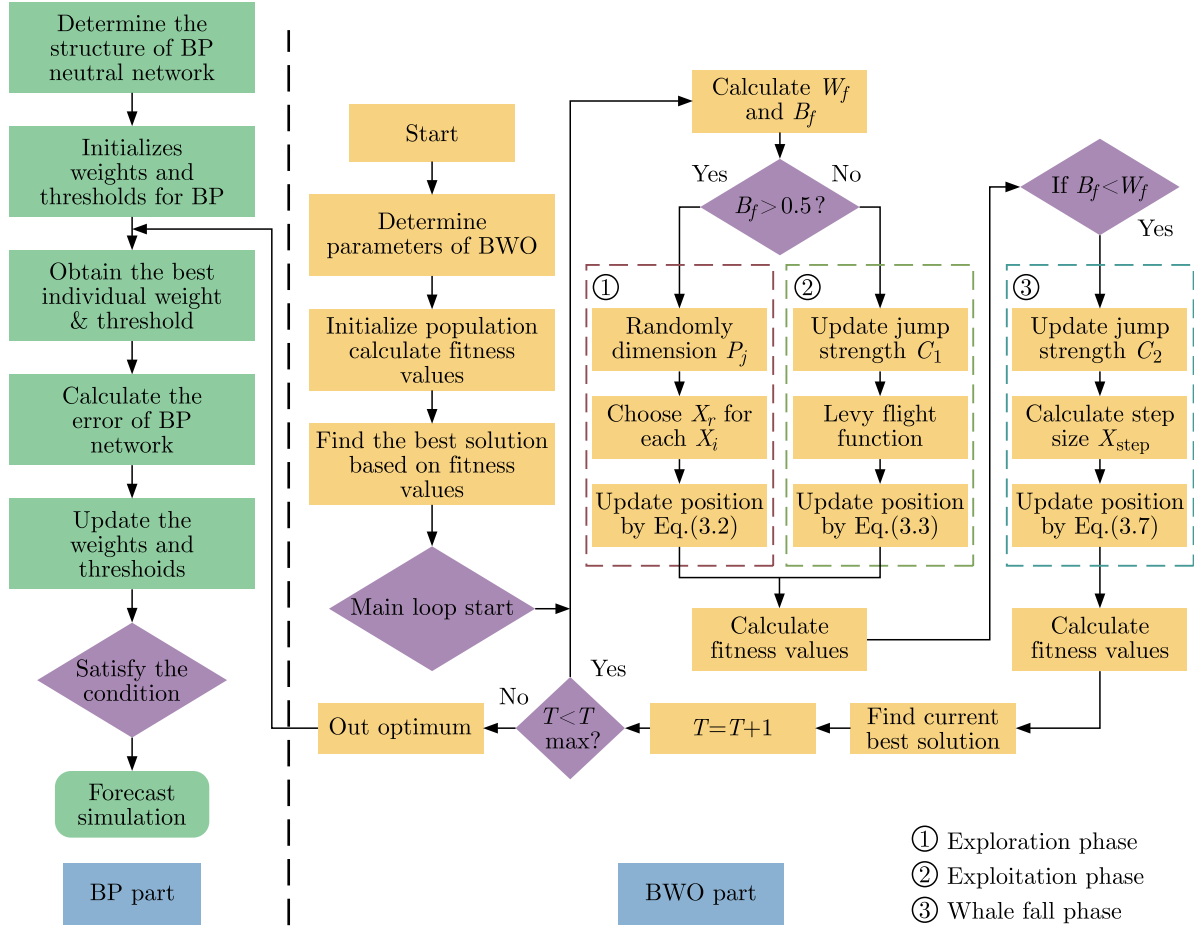 Determine the
structure of BP
neutral network
Initializes
weights and
thresholds for BP
Obtain the best
individual weight
& threshold
Calculate the
error of BP
network
Update the
weights and
threshoids
Satisfy the
condition
Forecast
simulation
BP part
Start
Determine
parameters of BWO
Initialize population
calculate fitness
values
Find the best solution
based on fitness
values
Main loop start
Calculate W_f
and B_f
Yes
No
B_f>0.5?
①
Randomly
dimension P_j
Choose X_r for
each X_i
Update position
by Eq.(3.2)
②
Update jump
strength C_1
Levy flight
function
Update position
by Eq.(3.3)
Calculate
fitness values
If B_f<W_f
Yes
③
Update jump
strength C_2
Calculate step
size X_step
Update position
by Eq.(3.7)
Calculate
fitness values
Find current
best solution
T=T+1
Yes
No
T<T
max?
Out optimum
BWO part
① Exploration phase
② Exploitation phase
③ Whale fall phase